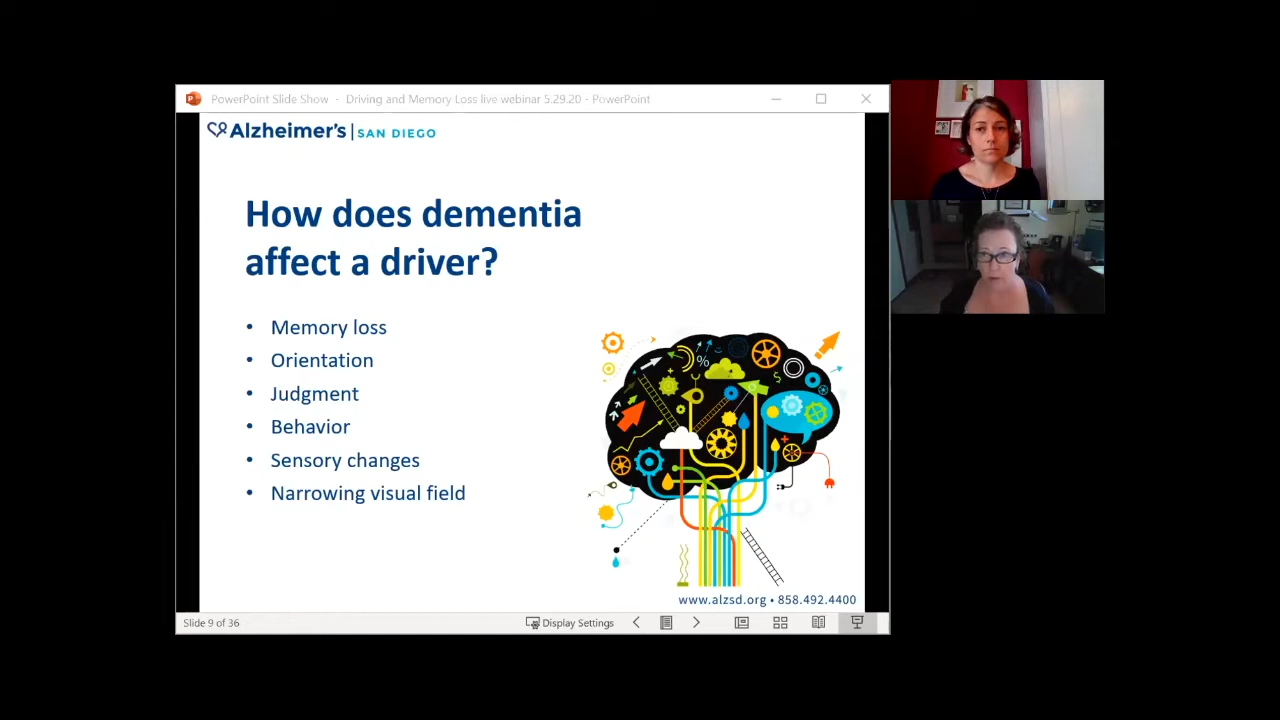 PowerPoint Slide Show - Driving and Memory Loss live webinar 5.29.20 - PowerPoint
Alzheimer's | SAN DIEGO
How does dementia
affect a driver?
• Memory loss
• Orientation
• Judgment
• Behavior
• Sensory changes
• Narrowing visual field
%
$
www.alzsd.org • 858.492.4400
Slide 9 of 36
Display Settings